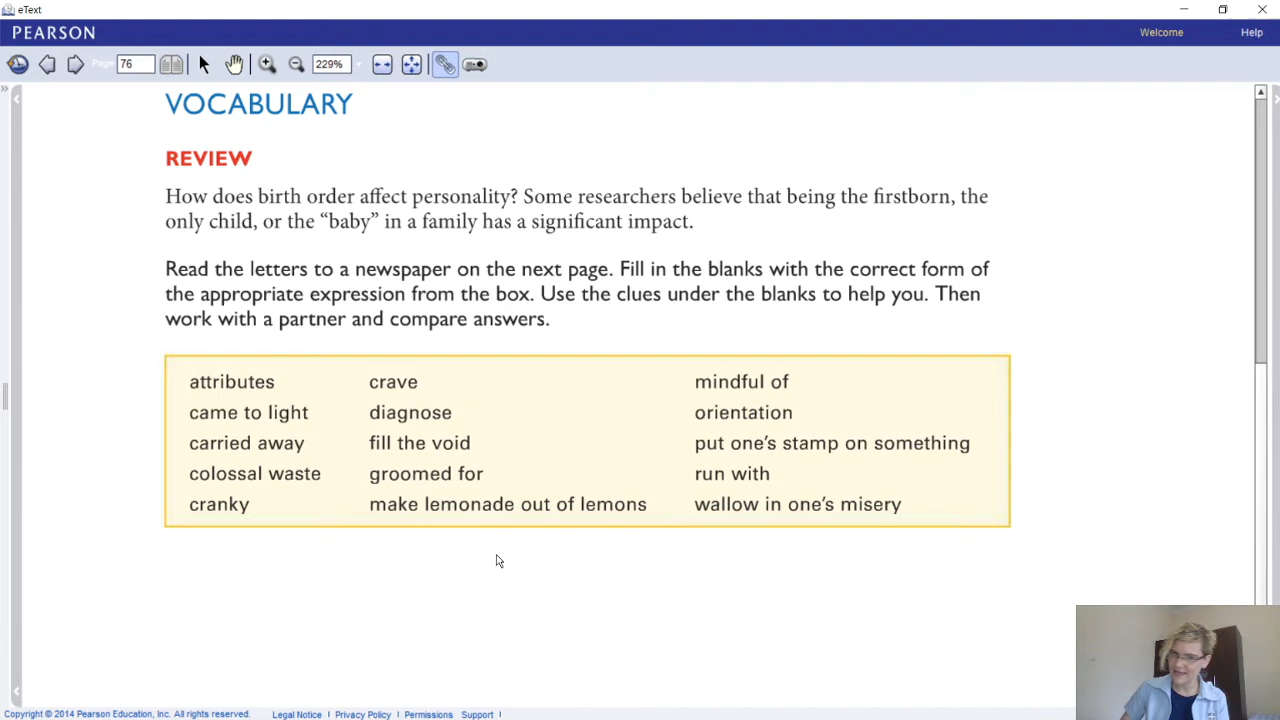 eText
PEARSON
Welcome
Help
Page
76
229%
VOCABULARY
REVIEW
How does birth order affect personality? Some researchers believe that being the firstborn, the
only child, or the “baby” in a family has a significant impact.
Read the letters to a newspaper on the next page. Fill in the blanks with the correct form of
the appropriate expression from the box. Use the clues under the blanks to help you. Then
work with a partner and compare answers.
attributes crave mindful of
came to light diagnose orientation
carried away fill the void put one’s stamp on something
colossal waste groomed for run with
cranky make lemonade out of lemons wallow in one’s misery
Copyright © 2014 Pearson Education, Inc. All rights reserved. Legal Notice | Privacy Policy | Permissions Support |